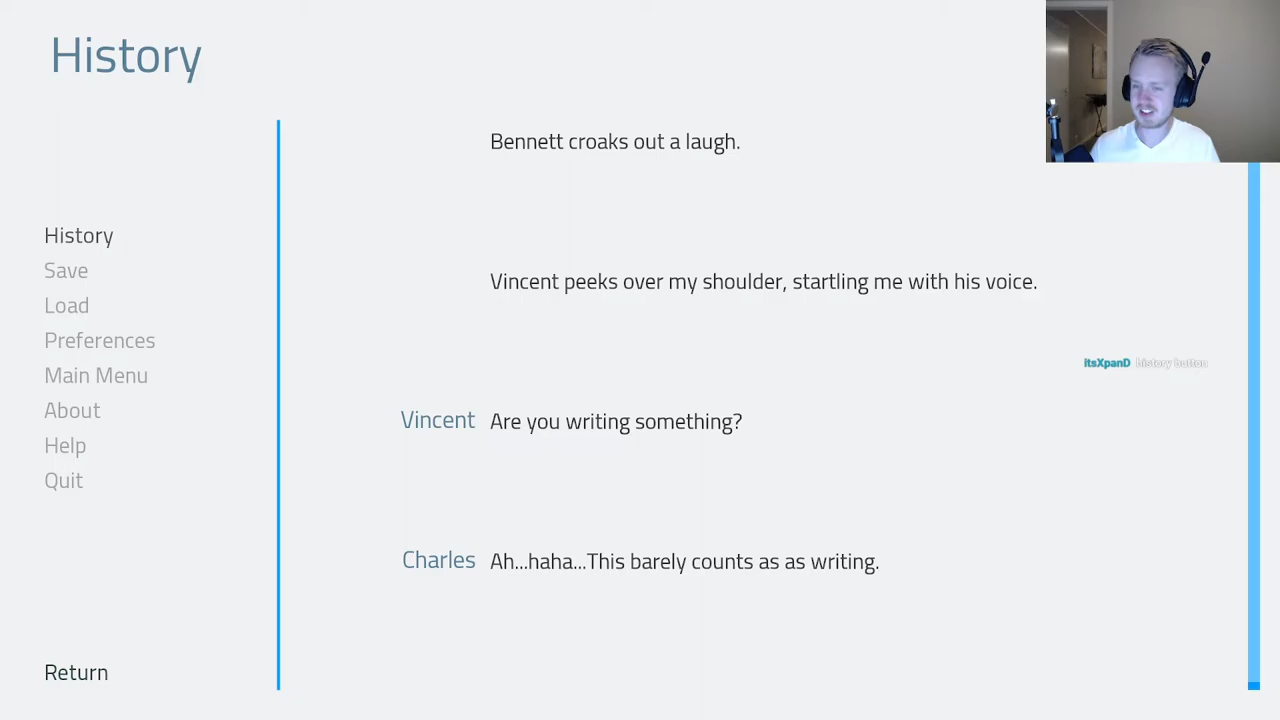 History
Bennett croaks out a laugh.
History
Save
Load
Preferences
Main Menu
About
Help
Quit
Return
Vincent peeks over my shoulder, startling me with his voice.
itsXpanD history button
Vincent Are you writing something?
Charles Ah...haha...This barely counts as as writing.